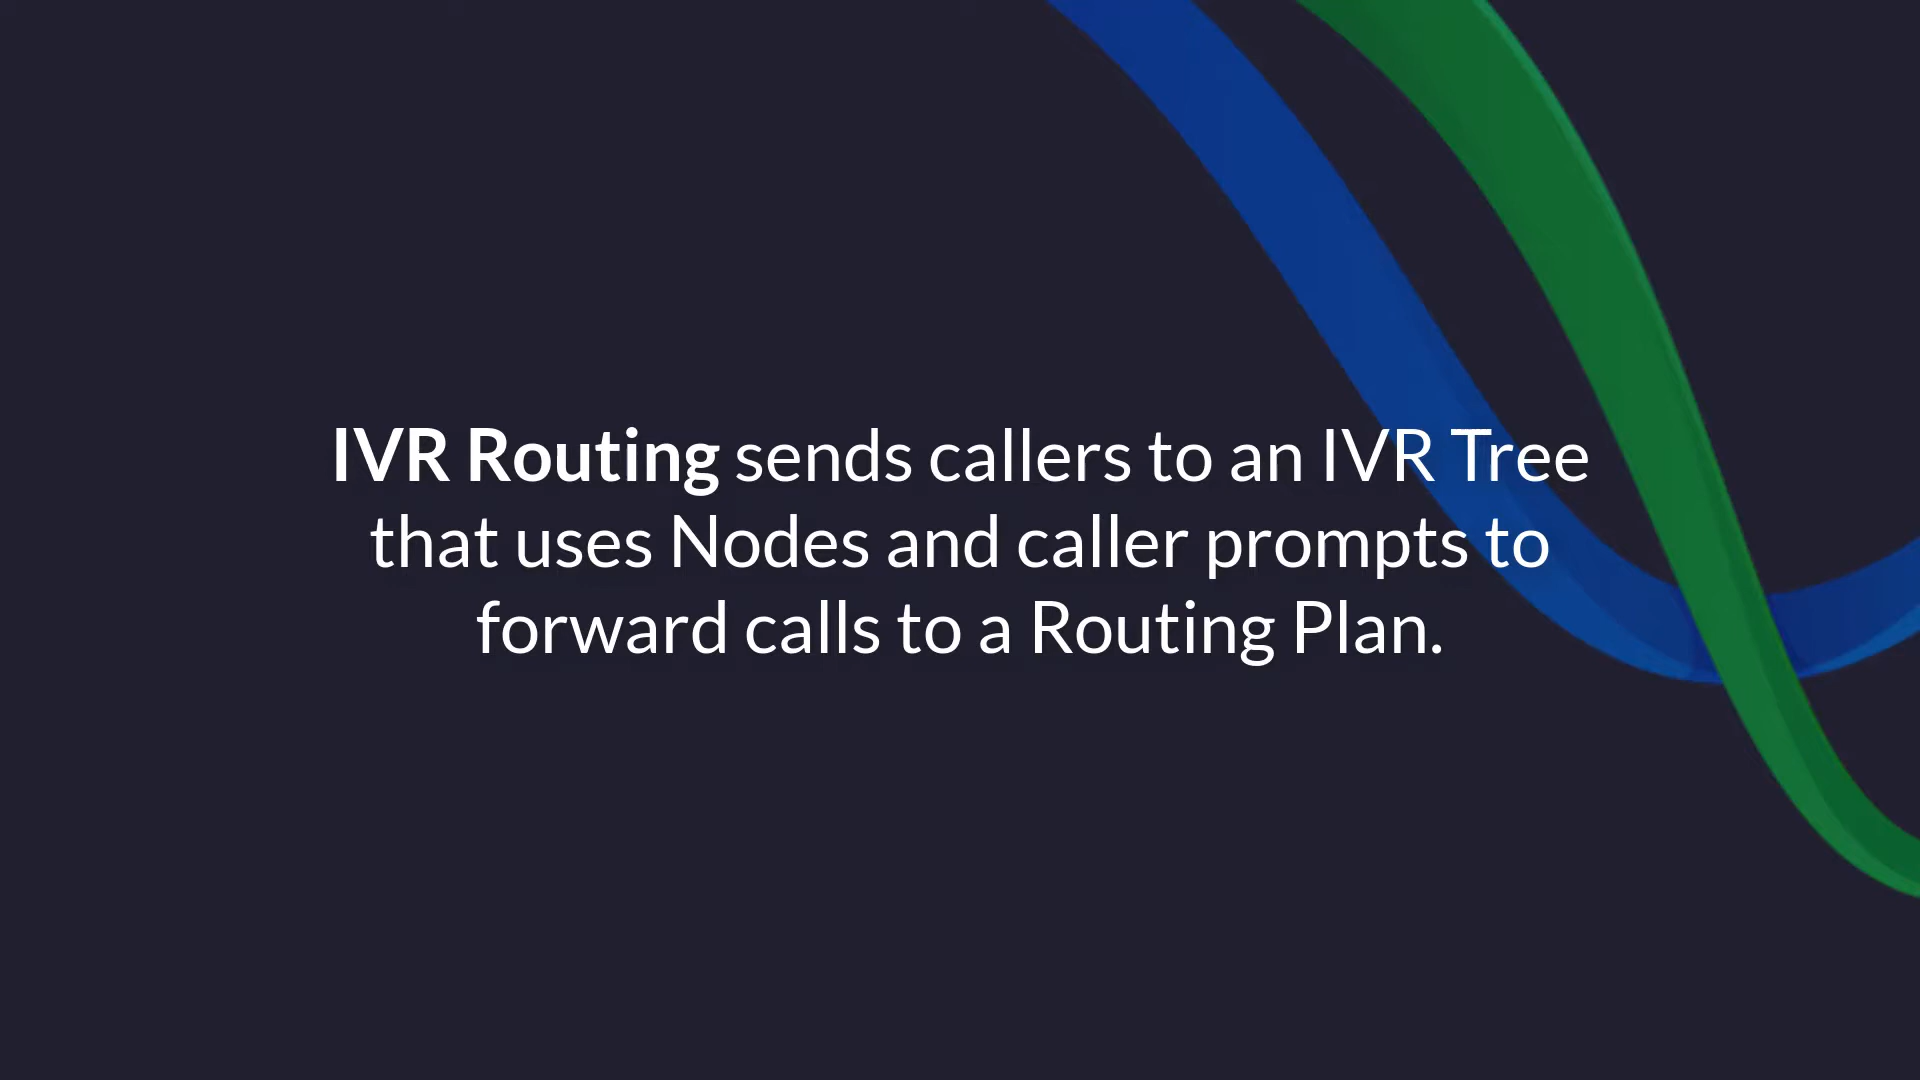 IVR Routing sends callers to an IVR Tree
that uses Nodes and caller prompts to
forward calls to a Routing Plan.